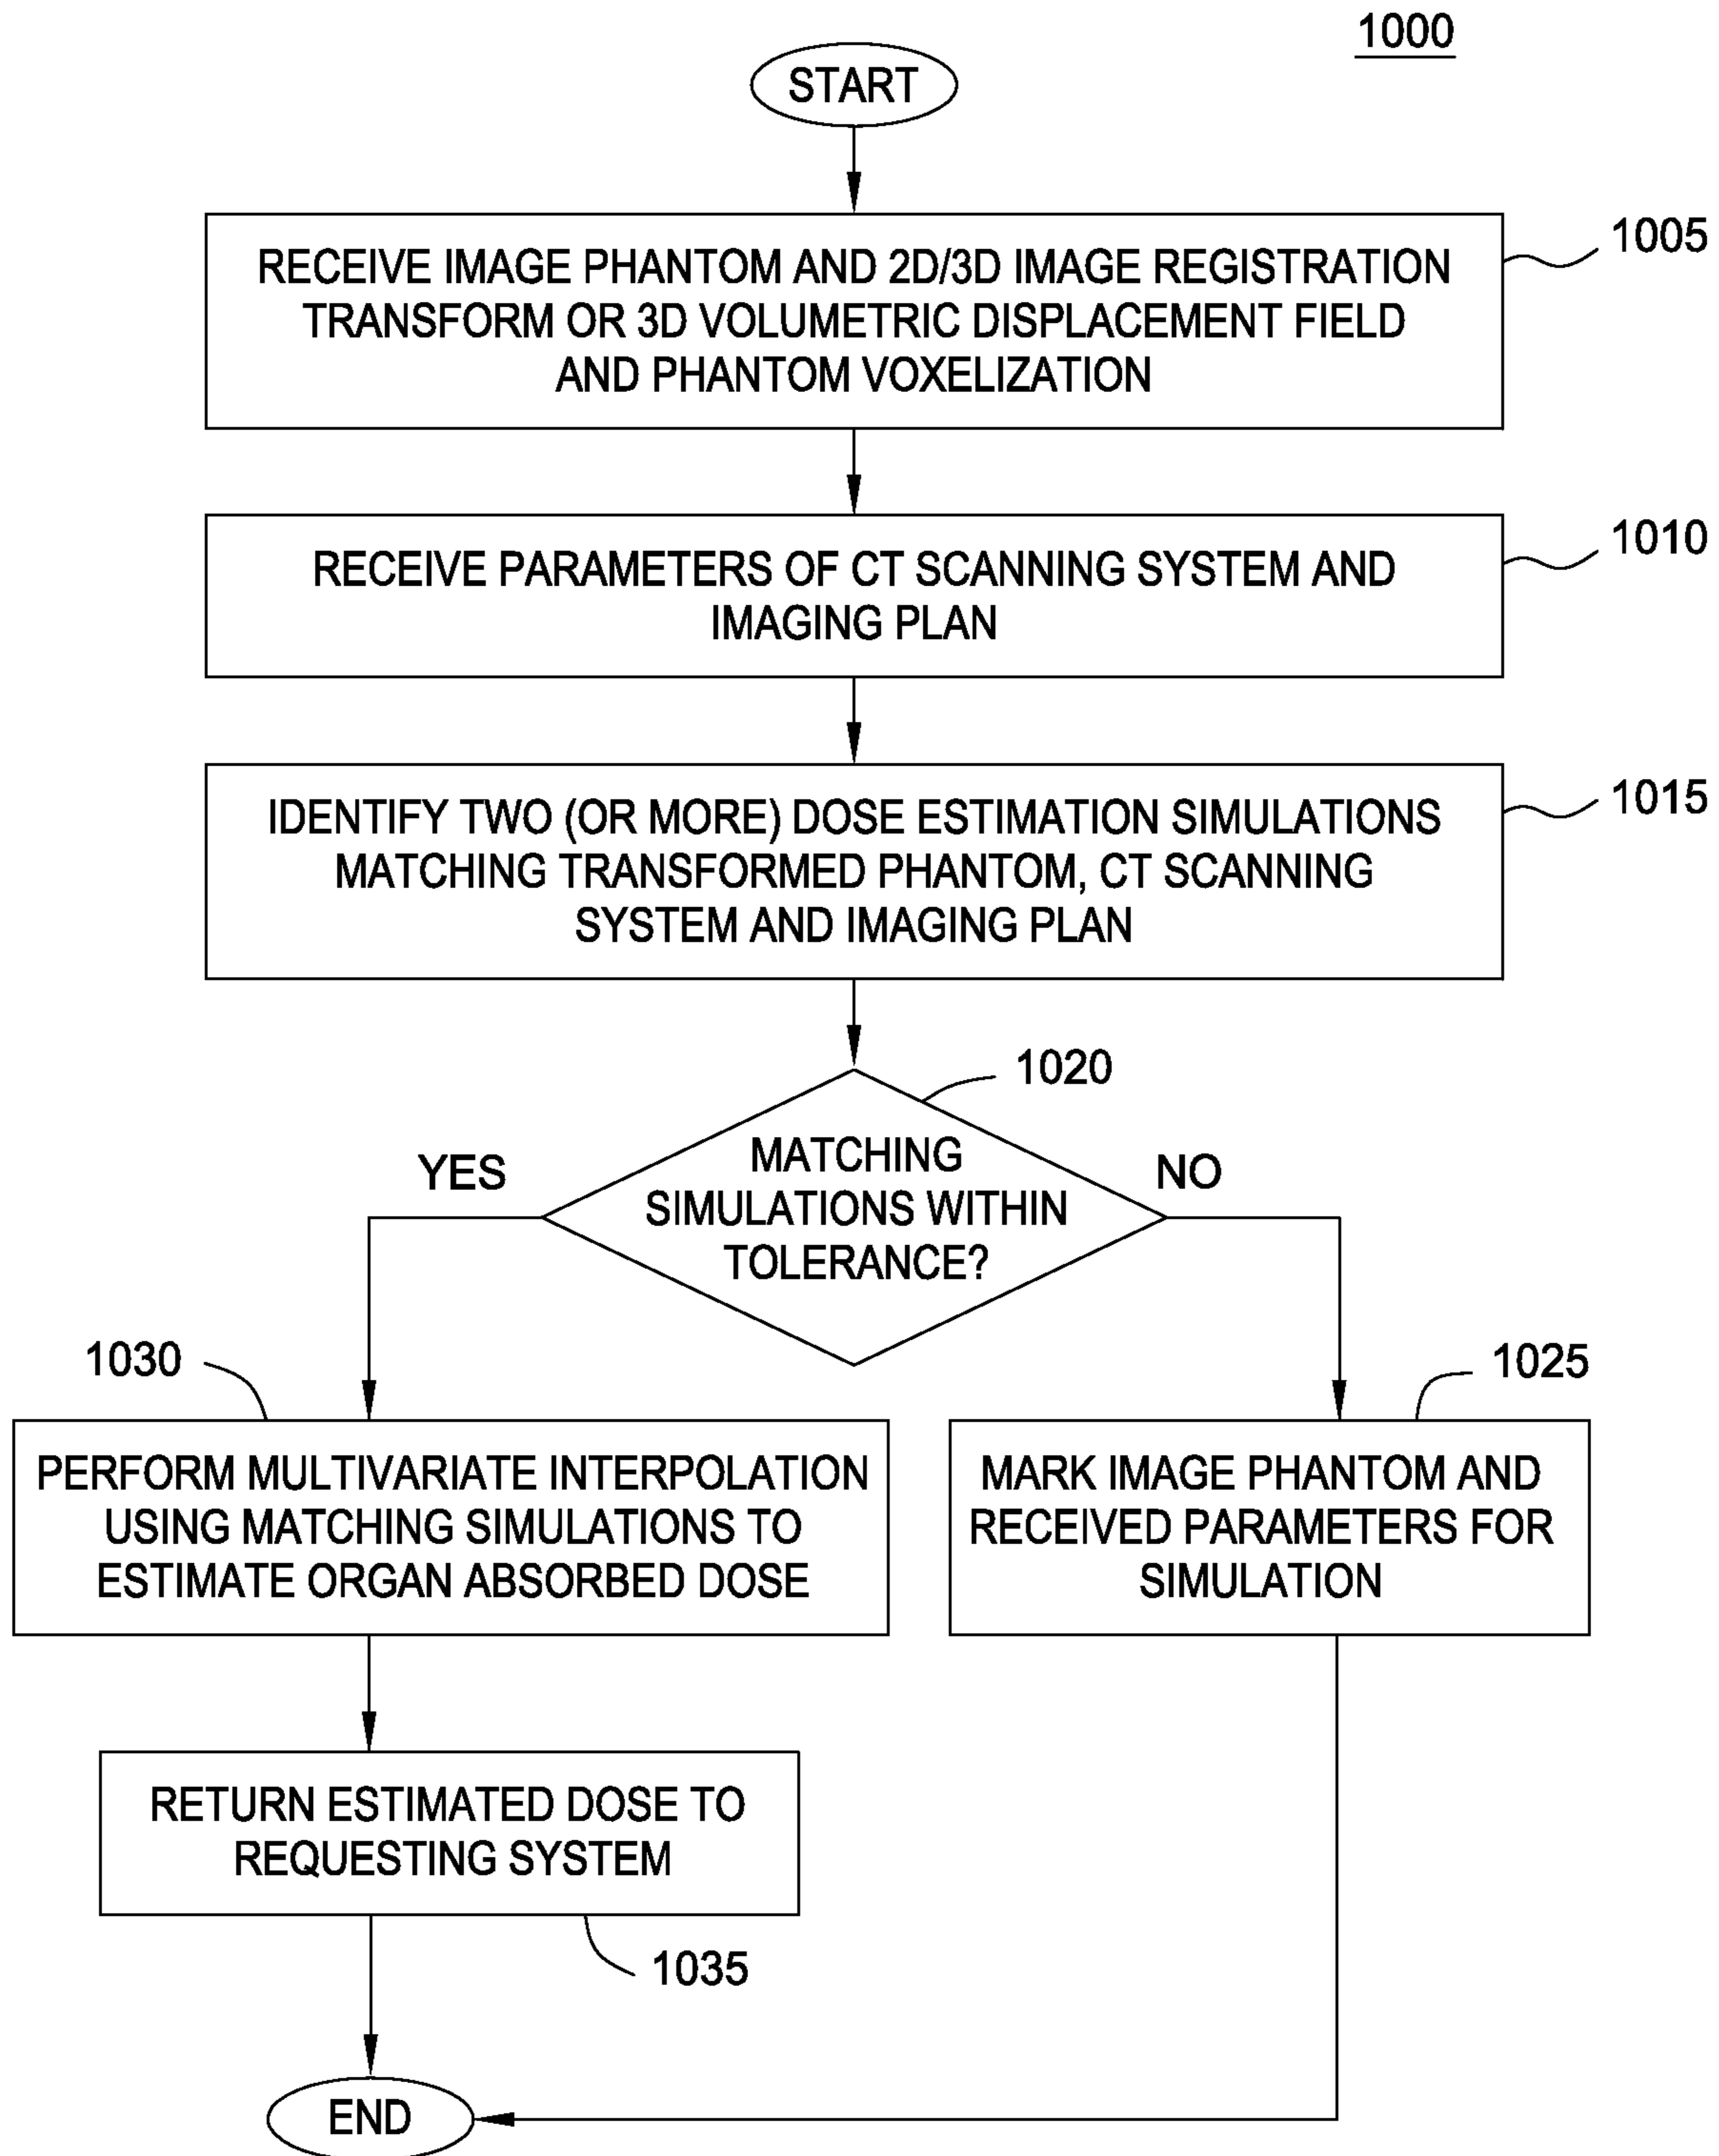 1000
START
RECEIVE IMAGE PHANTOM AND 2D/3D IMAGE REGISTRATION
TRANSFORM OR 3D VOLUMETRIC DISPLACEMENT FIELD
AND PHANTOM VOXELIZATION
1005
RECEIVE PARAMETERS OF CT SCANNING SYSTEM AND
IMAGING PLAN
1010
IDENTIFY TWO (OR MORE) DOSE ESTIMATION SIMULATIONS
MATCHING TRANSFORMED PHANTOM, CT SCANNING
SYSTEM AND IMAGING PLAN
1015
1020
MATCHING
SIMULATIONS WITHIN
TOLERANCE?
YES
NO
1030
PERFORM MULTIVARIATE INTERPOLATION
USING MATCHING SIMULATIONS TO
ESTIMATE ORGAN ABSORBED DOSE
1025
MARK IMAGE PHANTOM AND
RECEIVED PARAMETERS FOR
SIMULATION
RETURN ESTIMATED DOSE TO
REQUESTING SYSTEM
1035
END